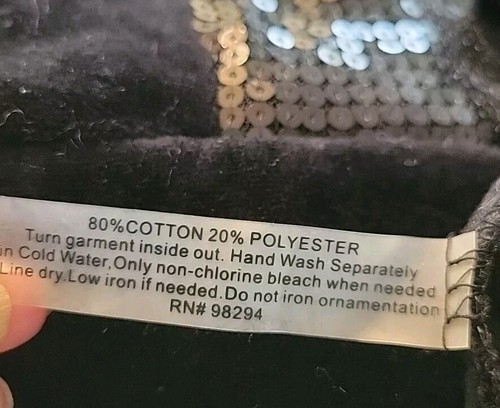 80%COTTON 20% POLYESTER
Turn garment inside out. Hand Wash Separately
in Cold Water,Only non-chlorine bleach when needed
Line dry.Low iron if needed.Do not iron ornamentation
RN# 98294